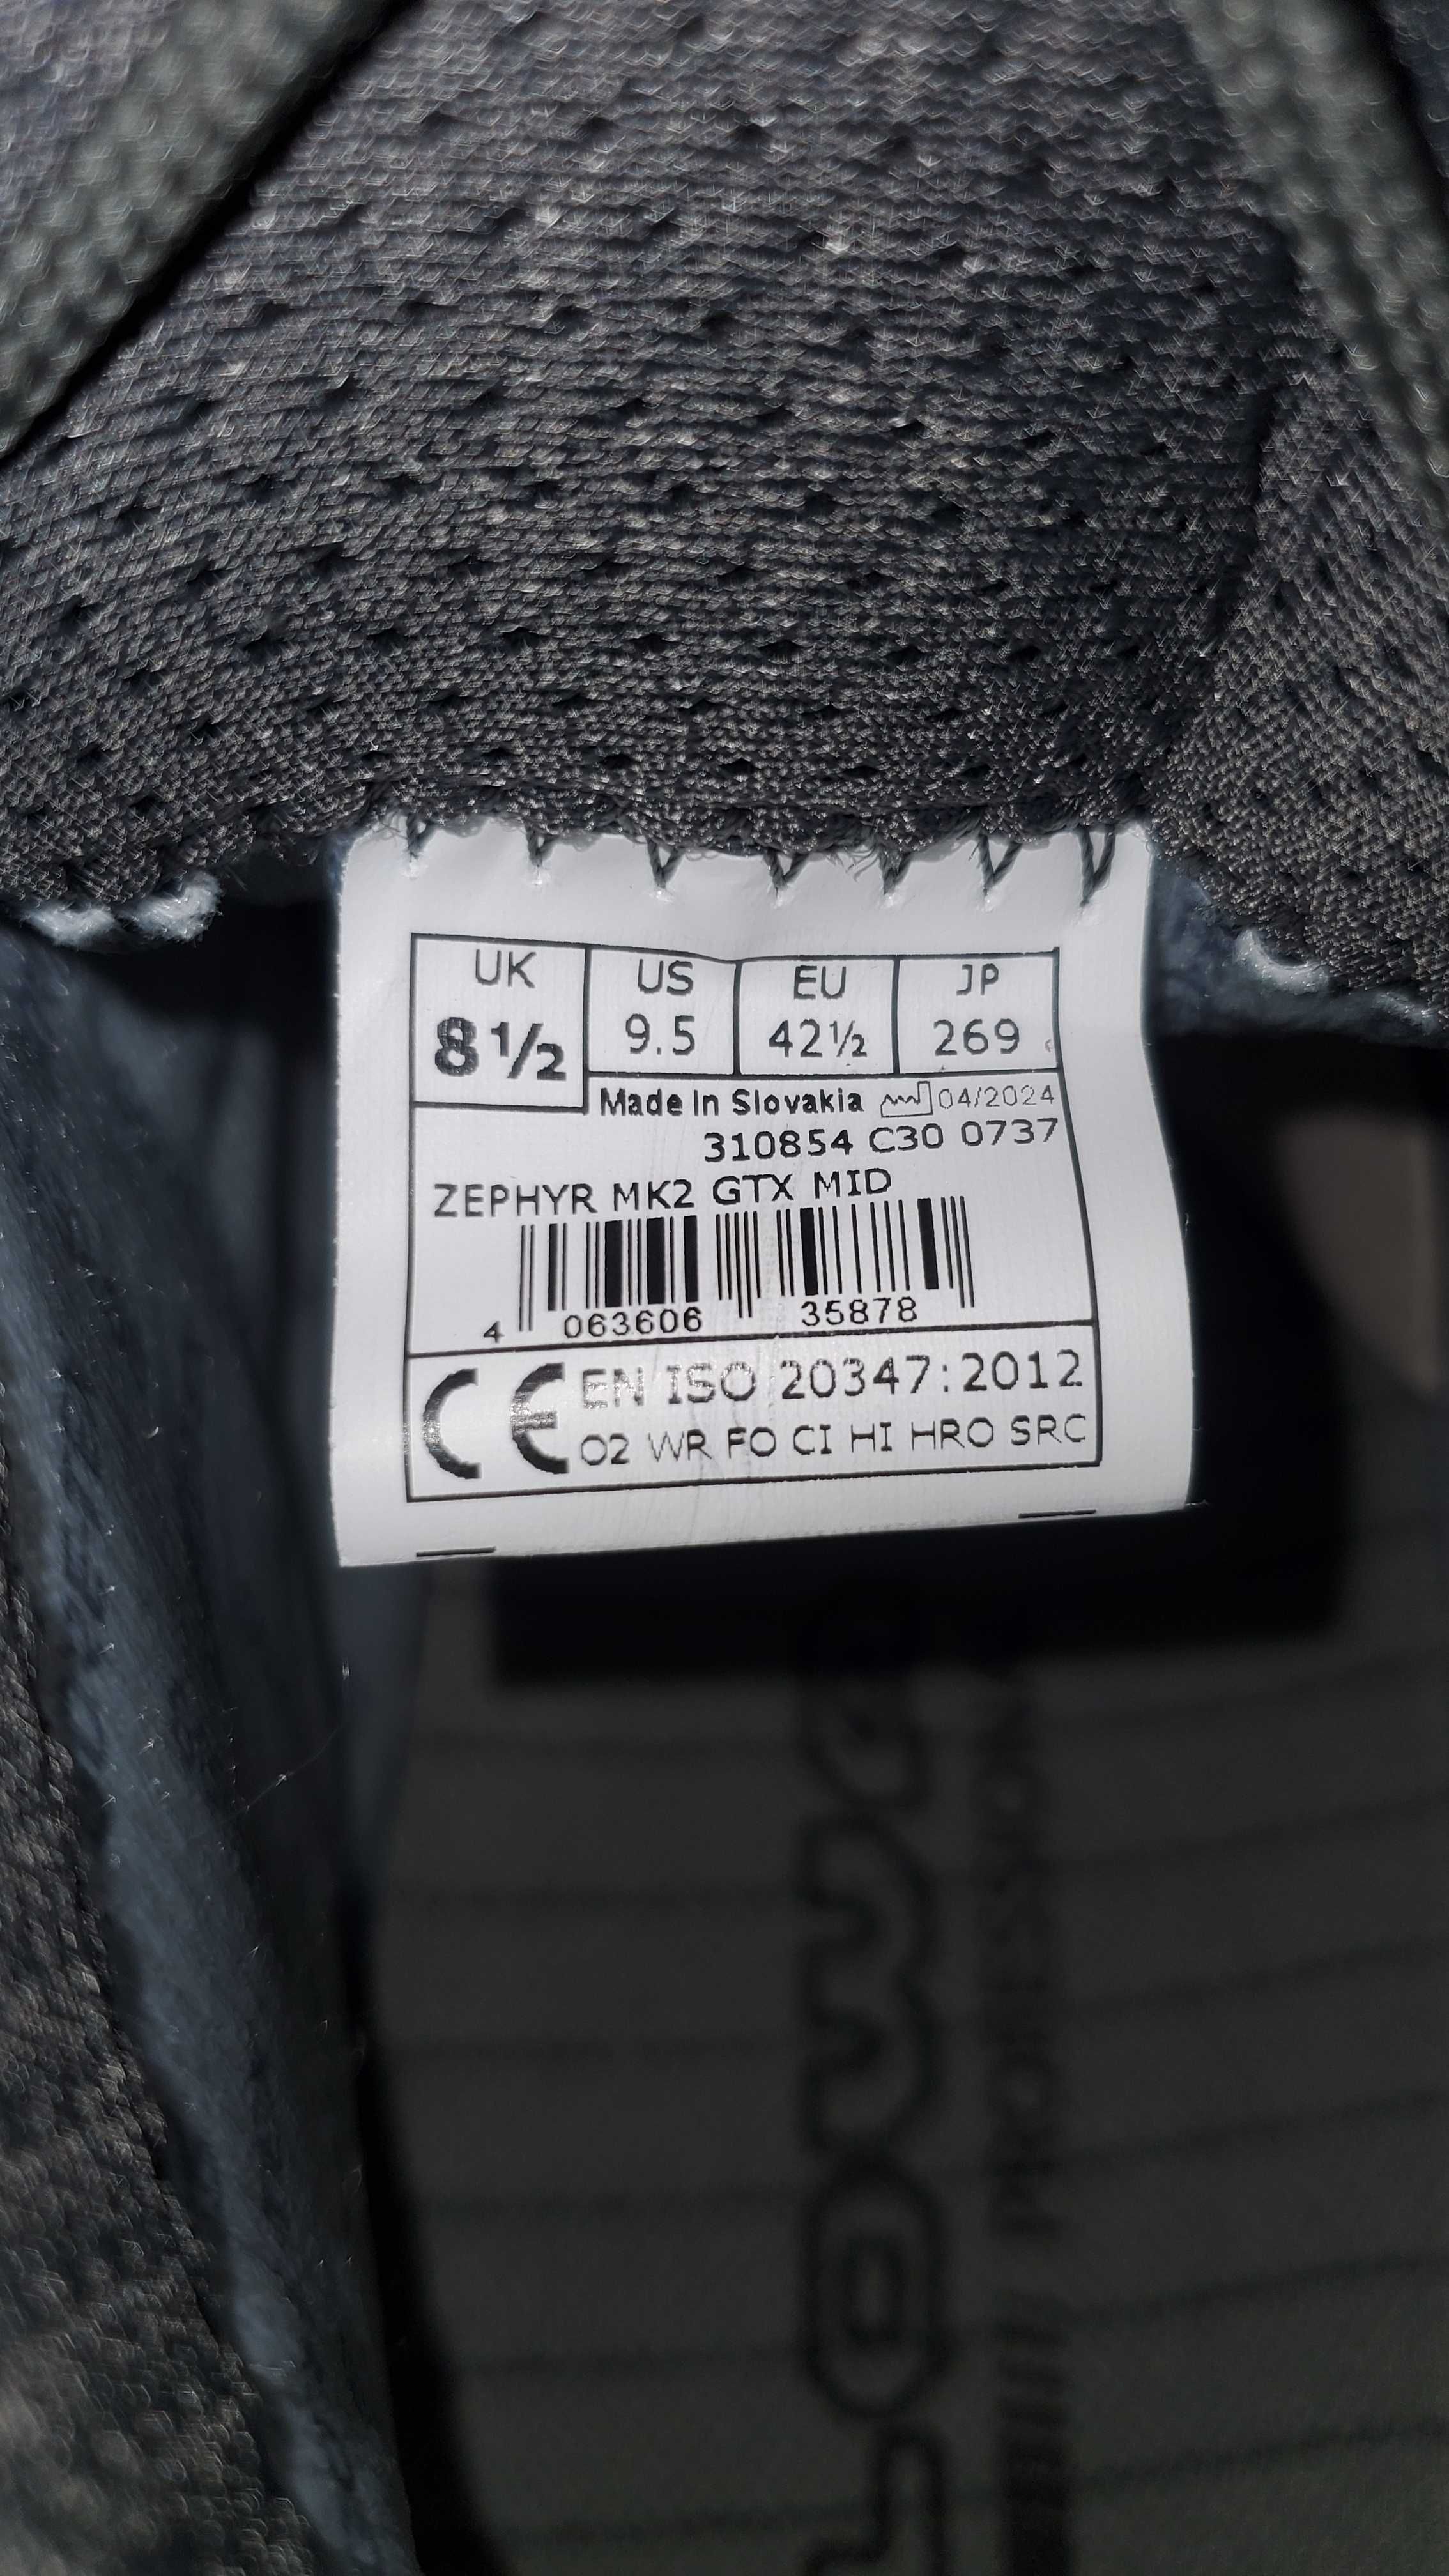 UK US EU JP
8½ 9.5 42½ 269
Made in Slovakia 04/2024
310854 C30 0737
ZEPHYR MK2 GTX MID
4 063606 35878
CE EN ISO 20347:2012
O2 WR FO CI HI HRO SRC
LOWA
PROFESSIONAL